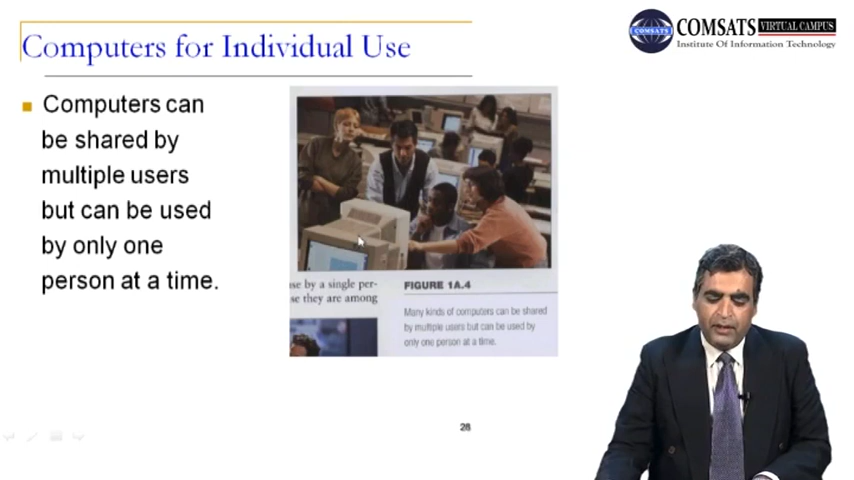 Computers for Individual Use
COMSATS VIRTUAL CAMPUS
COMSATS
Institute Of Information Technology
Computers can
be shared by
multiple users
but can be used
by only one
person at a time.
se by a single per-
se they are among
FIGURE 1A.4
Many kinds of computers can be shared
by multiple users but can be used by
only one person at a time.
28